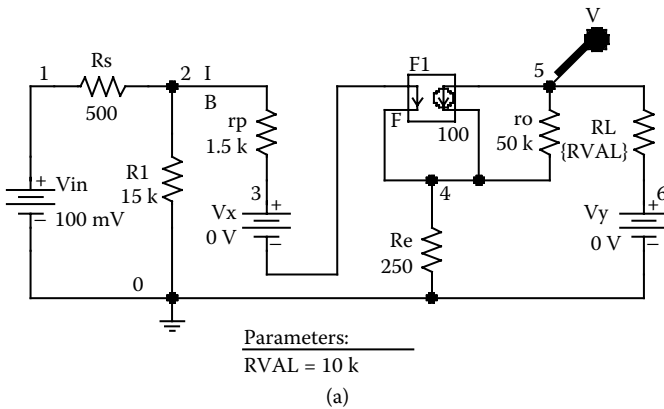 V
1
Rs
500
2
I
B
rp
1.5 k
R1
15 k
Vin
+
−
100 mV
3
Vx
0 V
+
−
F1
F
100
5
ro
50 k
RL
{RVAL}
4
Re
250
6
Vy
0 V
+
−
0
Parameters:
RVAL = 10 k
(a)